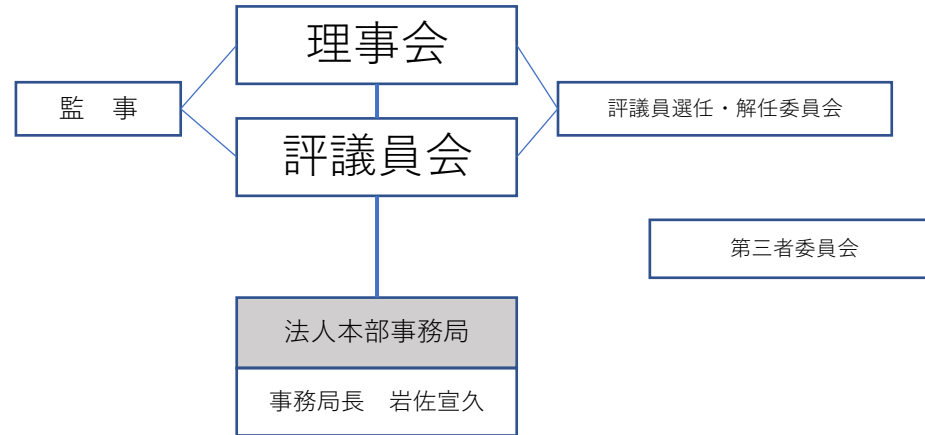 理事会
監　事
評議員選任・解任委員会
評議員会
第三者委員会
法人本部事務局
事務局長　岩佐宣久